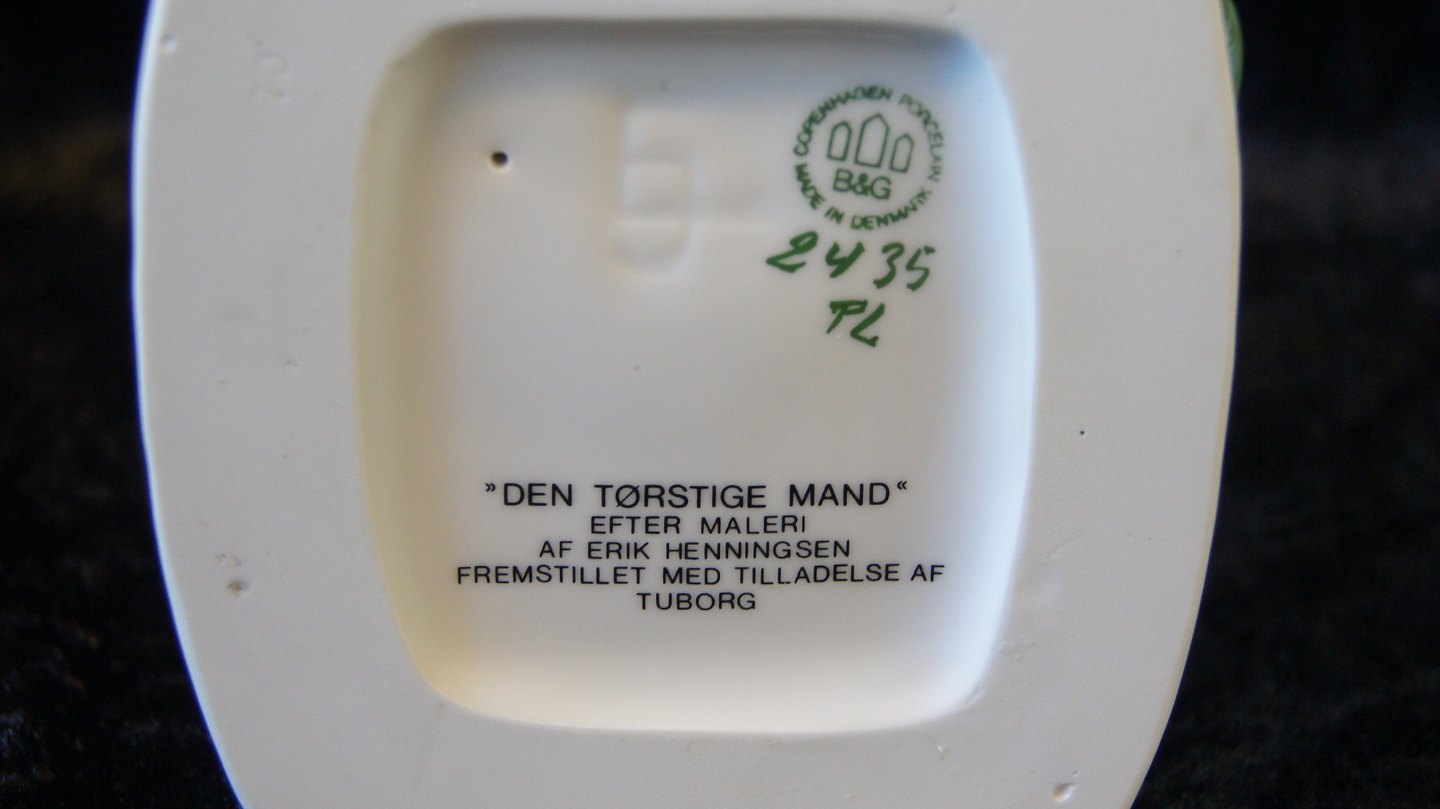 COPENHAGEN PORCELAIN
B&G
MADE IN DENMARK
2435
PL
»DEN TØRSTIGE MAND«
EFTER MALERI
AF ERIK HENNINGSEN
FREMSTILLET MED TILLADELSE AF
TUBORG